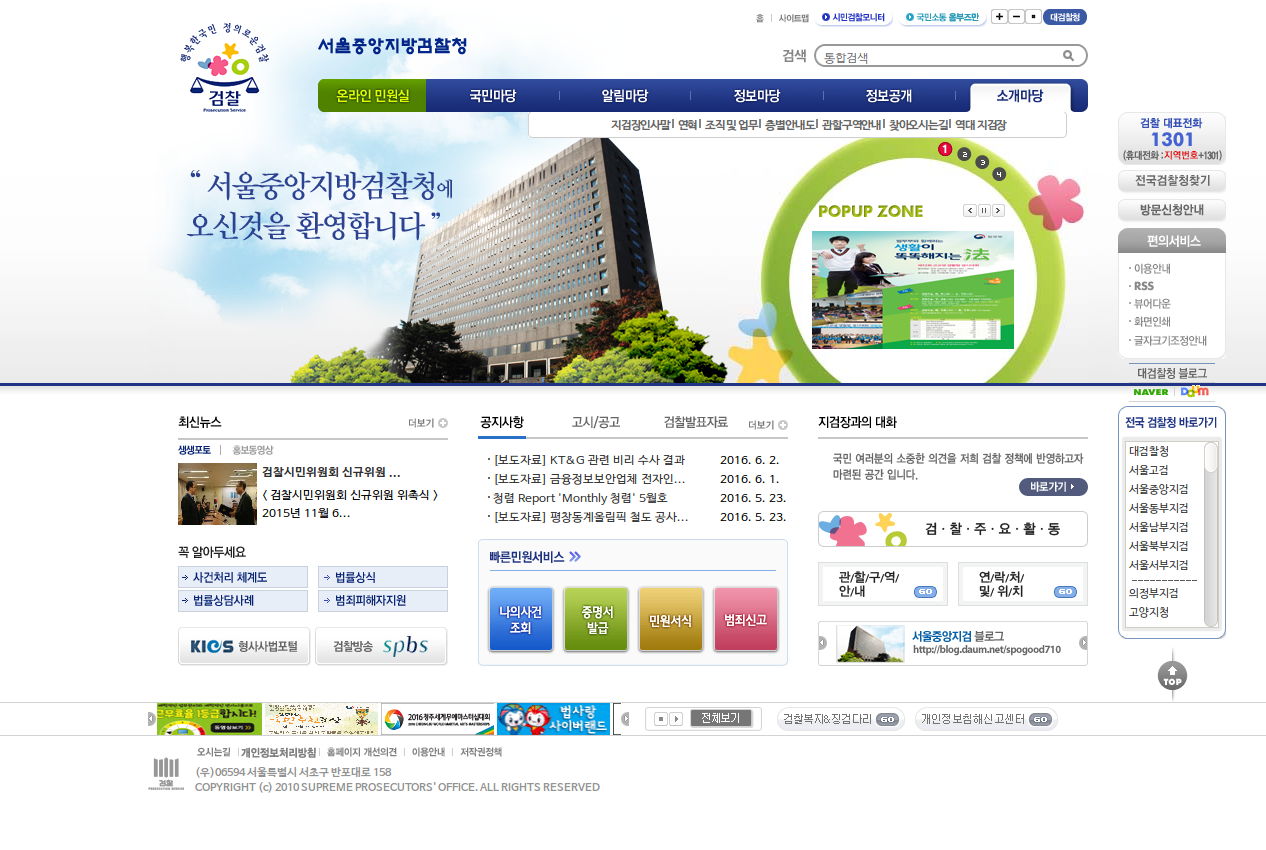 행복한국민 정의로운검찰
검찰
PROSECUTION SERVICE
서울중앙지방검찰청
홈 | 사이트맵
시민검찰모니터
국민소통 옴부즈만
대검찰청
검색 통합검색
온라인 민원실 국민마당 알림마당 정보마당 정보공개 소개마당
지검장인사말 | 연혁 | 조직 및 업무 | 층별안내도 | 관할구역안내 | 찾아오시는길 | 역대 지검장
“ 서울중앙지방검찰청에
오신것을 환영합니다 ”
1 2 3 4
POPUP ZONE
생활이
똑똑해지는 法
검찰 대표전화
1301
(휴대전화 : 지역번호+1301)
전국검찰청찾기
방문신청안내
편의서비스
· 이용안내
· RSS
· 뷰어다운
· 화면인쇄
· 글자크기조정안내
대검찰청 블로그
NAVER | Daum
전국 검찰청 바로가기
대검찰청
서울고검
서울중앙지검
서울동부지검
서울남부지검
서울북부지검
서울서부지검
------------
의정부지검
고양지청
TOP
최신뉴스 더보기
생생포토 | 홍보동영상
검찰시민위원회 신규위원 ...
< 검찰시민위원회 신규위원 위촉식 >
2015년 11월 6...
꼭 알아두세요
사건처리 체계도 법률상식
법률상담사례 범죄피해자지원
KICS 형사사법포털
검찰방송 spbs
공지사항 고시/공고 검찰발표자료 더보기
· [보도자료] KT&G 관련 비리 수사 결과 2016. 6. 2.
· [보도자료] 금융정보보안업체 전자인... 2016. 6. 1.
· 청렴 Report 'Monthly 청렴' 5월호 2016. 5. 23.
· [보도자료] 평창동계올림픽 철도 공사... 2016. 5. 23.
빠른민원서비스
나의사건
조회
증명서
발급
민원서식
범죄신고
지검장과의 대화
국민 여러분의 소중한 의견을 저희 검찰 정책에 반영하고자
마련된 공간 입니다.
바로가기
검·찰·주·요·활·동
관/할/구/역/
안/내
GO
연/락/처/
및/ 위/치
GO
서울중앙지검 블로그
http://blog.daum.net/spogood710
근무요를 1등급
합시다!
동영상보기
2016 청주세계무예마스터십대회
법사랑
사이버랜드
전체보기
검찰복지&징검다리 GO
개인정보침해신고센터 GO
오시는길 | 개인정보처리방침 | 홈페이지 개선의견 | 이용안내 | 저작권정책
검찰
PROSECUTION SERVICE
(우)06594 서울특별시 서초구 반포대로 158
COPYRIGHT (c) 2010 SUPREME PROSECUTORS' OFFICE. ALL RIGHTS RESERVED